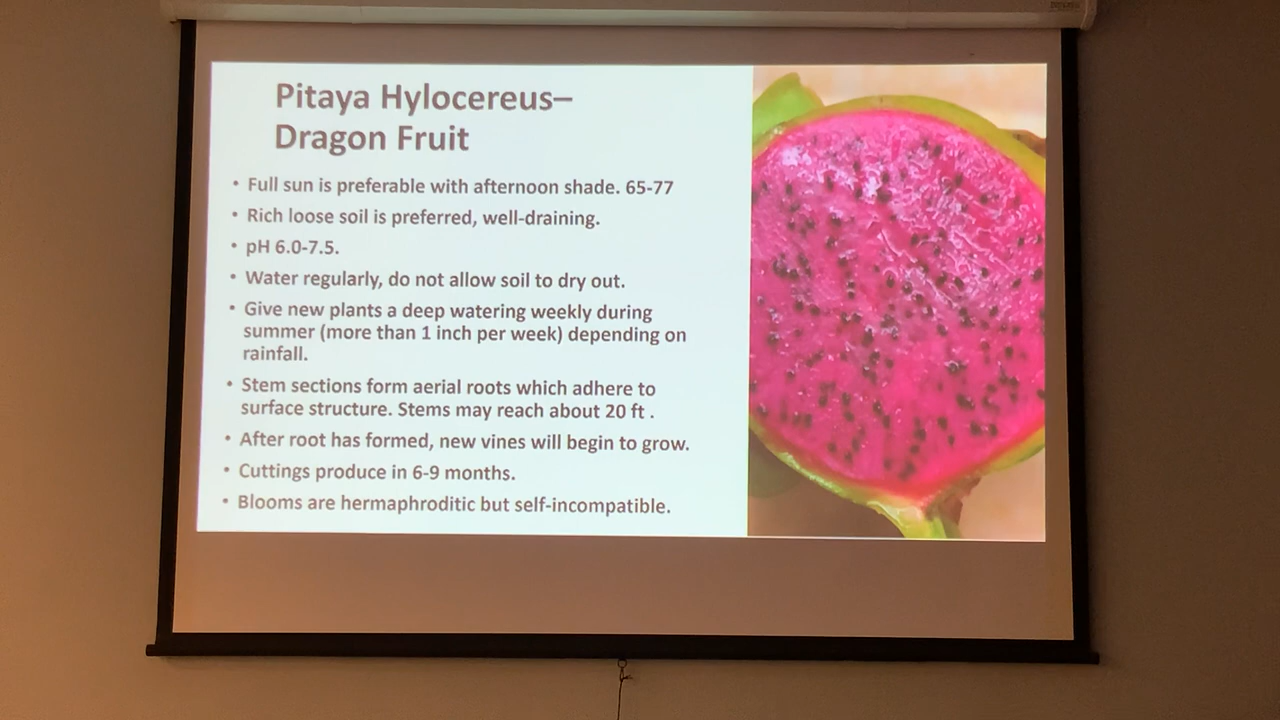 Pitaya Hylocereus–
Dragon Fruit
• Full sun is preferable with afternoon shade. 65-77
• Rich loose soil is preferred, well-draining.
• pH 6.0-7.5.
• Water regularly, do not allow soil to dry out.
• Give new plants a deep watering weekly during
summer (more than 1 inch per week) depending on
rainfall.
• Stem sections form aerial roots which adhere to
surface structure. Stems may reach about 20 ft .
• After root has formed, new vines will begin to grow.
• Cuttings produce in 6-9 months.
• Blooms are hermaphroditic but self-incompatible.